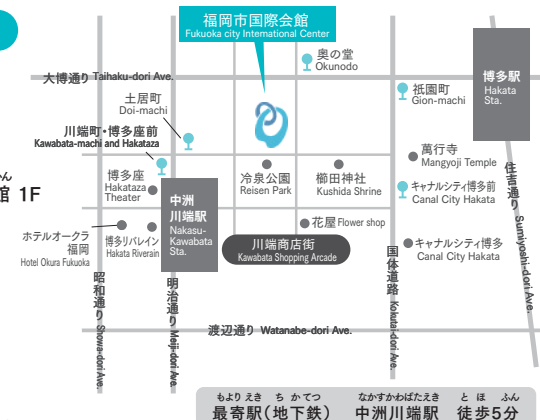 福岡市国際会館
Fukuoka city International Center
奥の堂
Okunodo
大博通り Taihaku-dori Ave.
博多駅
Hakata
Sta.
祇園町
Gion-machi
土居町
Doi-machi
川端町・博多座前
Kawabata-machi and Hakataza
萬行寺
Mangyoji Temple
ん
館 1F
博多座
Hakataza
Theater
冷泉公園
Reisen Park
櫛田神社
Kushida Shrine
キャナルシティ博多前
Canal City Hakata
住吉通り Sumiyoshi-dori Ave.
中洲
川端駅
Nakasu-
Kawabata
Sta.
花屋 Flower shop
ホテルオークラ
福岡
Hotel Okura Fukuoka
博多リバレイン
Hakata Riverain
川端商店街
Kawabata Shopping Arcade
キャナルシティ博多
Canal City Hakata
昭和通り Showa-dori Ave.
明治通り Meiji-dori Ave.
国体道路 Kokutai-dori Ave.
渡辺通り Watanabe-dori Ave.
もよりえき ちかてつ なかすかわばたえき とほ ふん
最寄駅(地下鉄) 中洲川端駅 徒歩5分